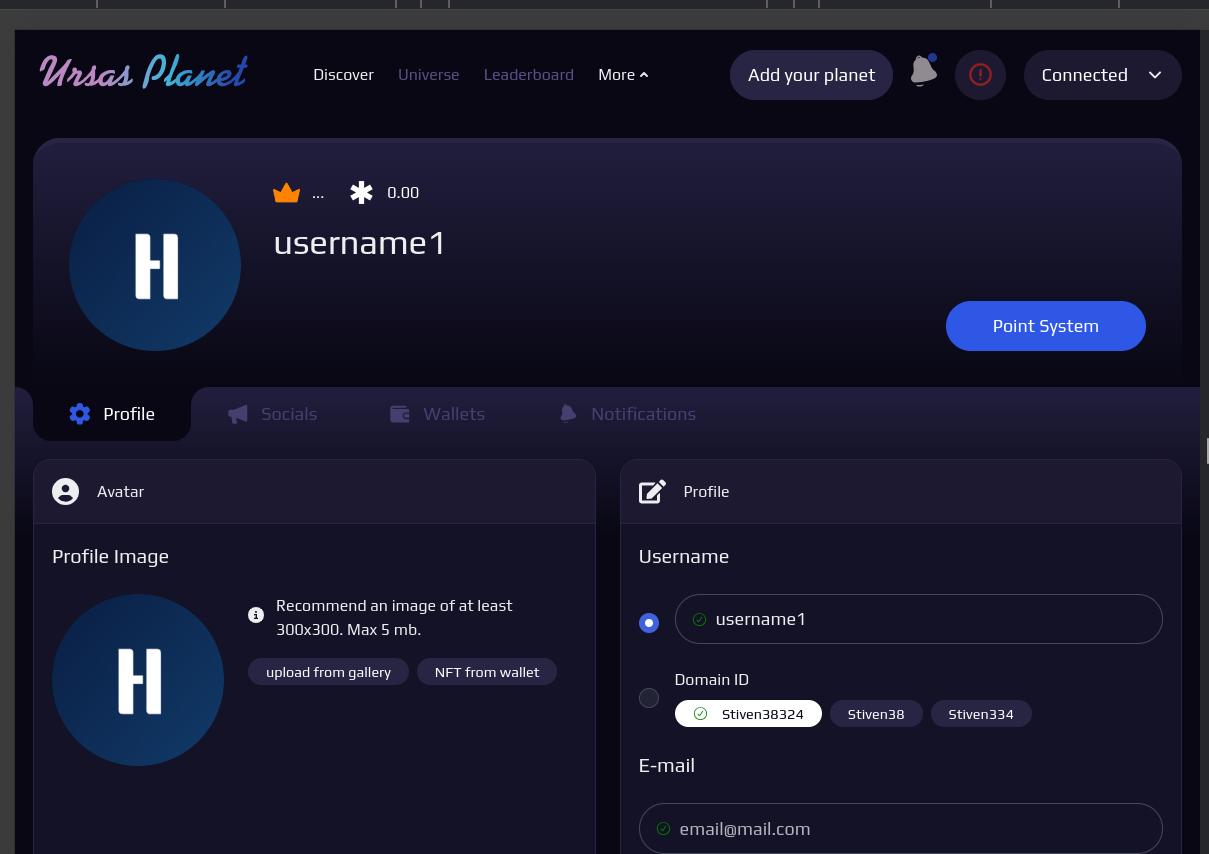 Ursas Planet
Discover Universe Leaderboard More
Add your planet
Connected
... 0.00
username1
H
Point System
Profile Socials Wallets Notifications
Avatar
Profile Image
H
Recommend an image of at least
300x300. Max 5 mb.
upload from gallery NFT from wallet
Profile
Username
username1
Domain ID
Stiven38324 Stiven38 Stiven334
E-mail
email@mail.com